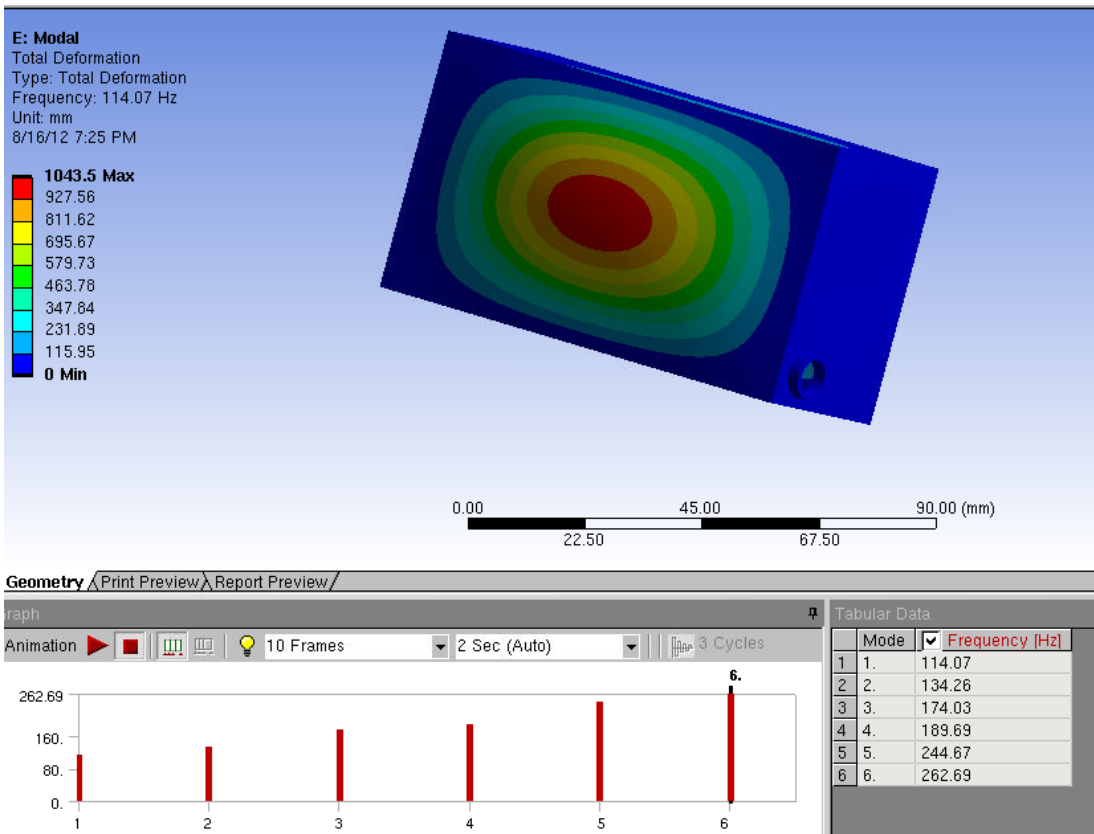 E: Modal
Total Deformation
Type: Total Deformation
Frequency: 114.07 Hz
Unit: mm
8/16/12 7:25 PM
1043.5 Max
927.56
811.62
695.67
579.73
463.78
347.84
231.89
115.95
0 Min
0.00 45.00 90.00 (mm)
22.50 67.50
Geometry Print Preview Report Preview
raph
Tabular Data
Animation 10 Frames 2 Sec (Auto) 3 Cycles
Mode Frequency [Hz]
1 1. 114.07
2 2. 134.26
3 3. 174.03
4 4. 189.69
5 5. 244.67
6 6. 262.69
6.
262.69
160.
80.
0.
1 2 3 4 5 6